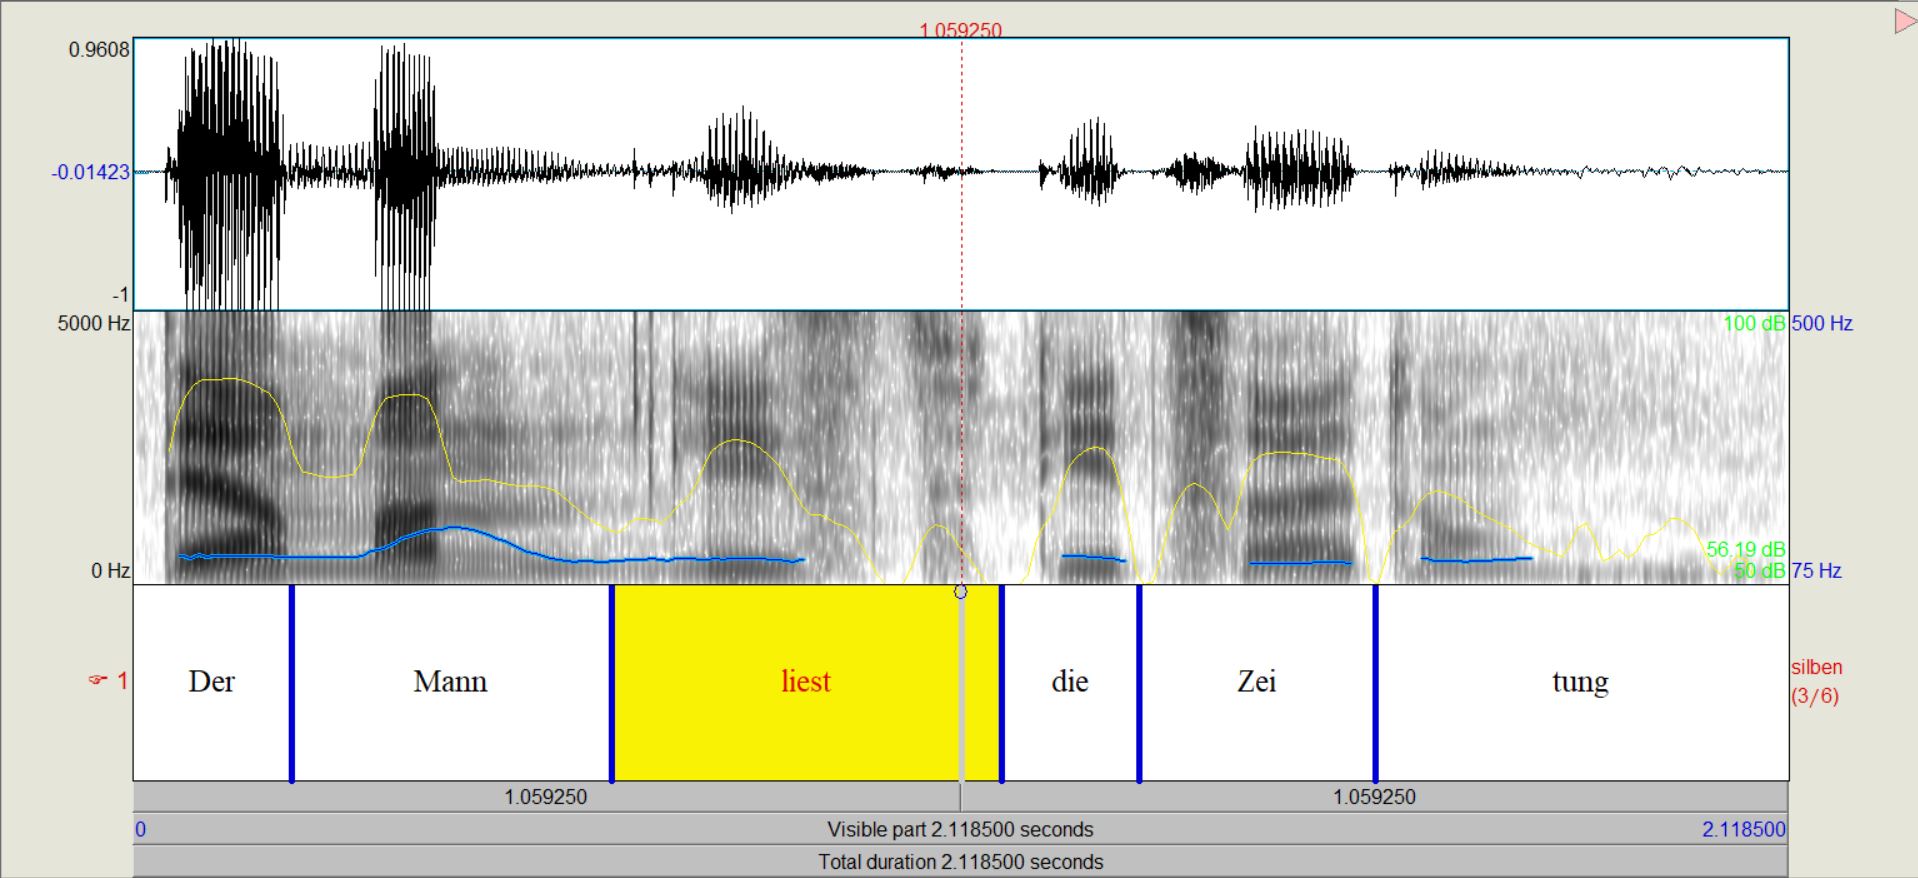 1.059250
0.9608
-0.01423
-1
5000 Hz
100 dB
500 Hz
56.19 dB
0 Hz
50 dB
75 Hz
Der
Mann
liest
die
Zei
tung
☞ 1
silben
(3/6)
1.059250
1.059250
0
Visible part 2.118500 seconds
2.118500
Total duration 2.118500 seconds